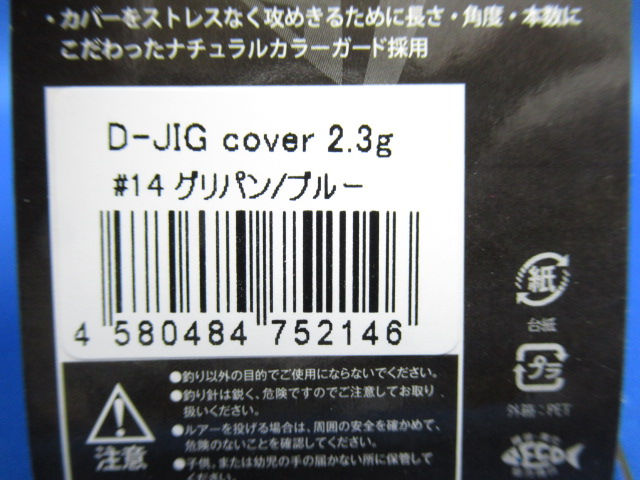 ・カバーをストレスなく攻めきるために長さ・角度・本数に
こだわったナチュラルカラーガード採用
D-JIG cover 2.3g
#14 グリパン/ブルー
4 580484 752146
●釣り以外の目的でご使用にならないでください。
●釣り針は鋭く、危険ですのでご注意してお取り
扱いください。
●ルアーを投げる場合は、周囲の安全を確かめて、
危険のないことを確認してください。
●子供、または幼児の手の届かない所に保管して
ください。
注意
紙
台紙
プラ
外箱:PET
ECO